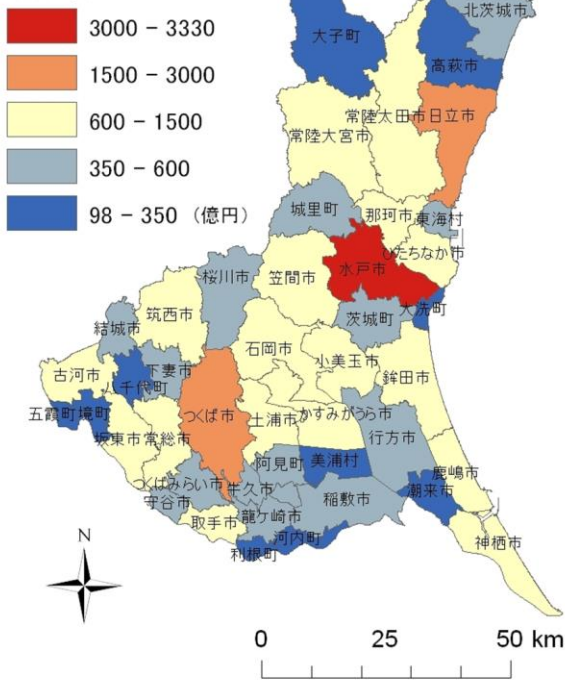 3000 - 3330
1500 - 3000
600 - 1500
350 - 600
98 - 350 (億円)
北茨城市
大子町
高萩市
常陸太田市
日立市
常陸大宮市
城里町
那珂市
東海村
ひたちなか市
水戸市
笠間市
桜川市
大洗町
茨城町
筑西市
結城市
石岡市
小美玉市
下妻市
古河市
八千代町
鉾田市
つくば市
土浦市
かすみがうら市
五霞町
境町
坂東市
常総市
行方市
阿見町
美浦村
鹿嶋市
つくばみらい市
牛久市
潮来市
守谷市
稲敷市
龍ヶ崎市
取手市
河内町
利根町
神栖市
N
0 25 50 km